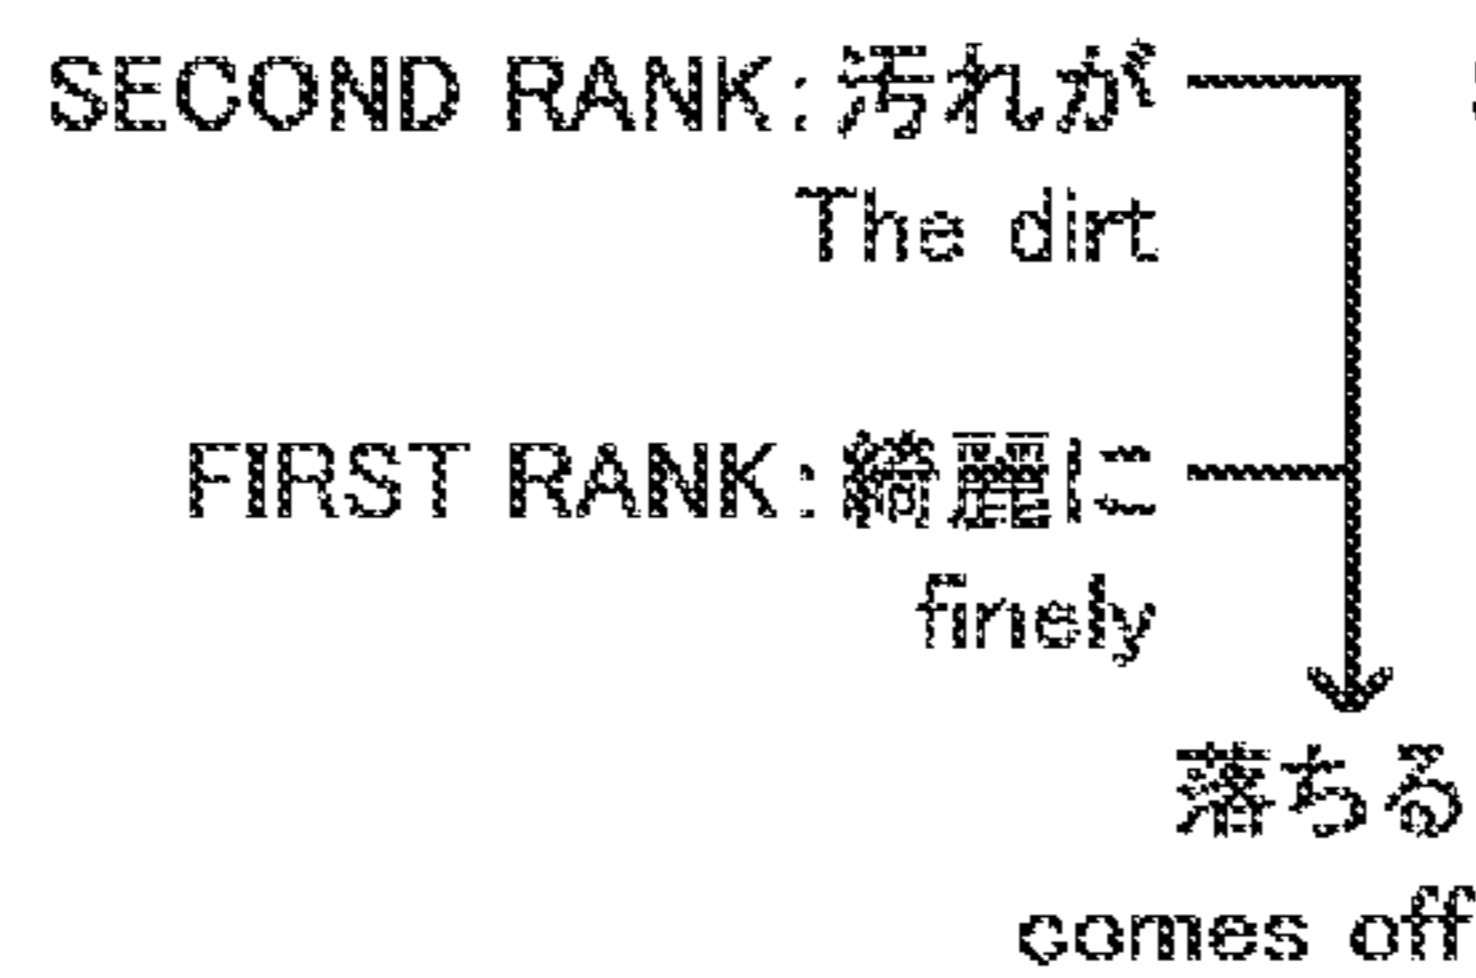 SECOND RANK:汚れが
The dirt
FIRST RANK:綺麗に
finely
落ちる
comes off